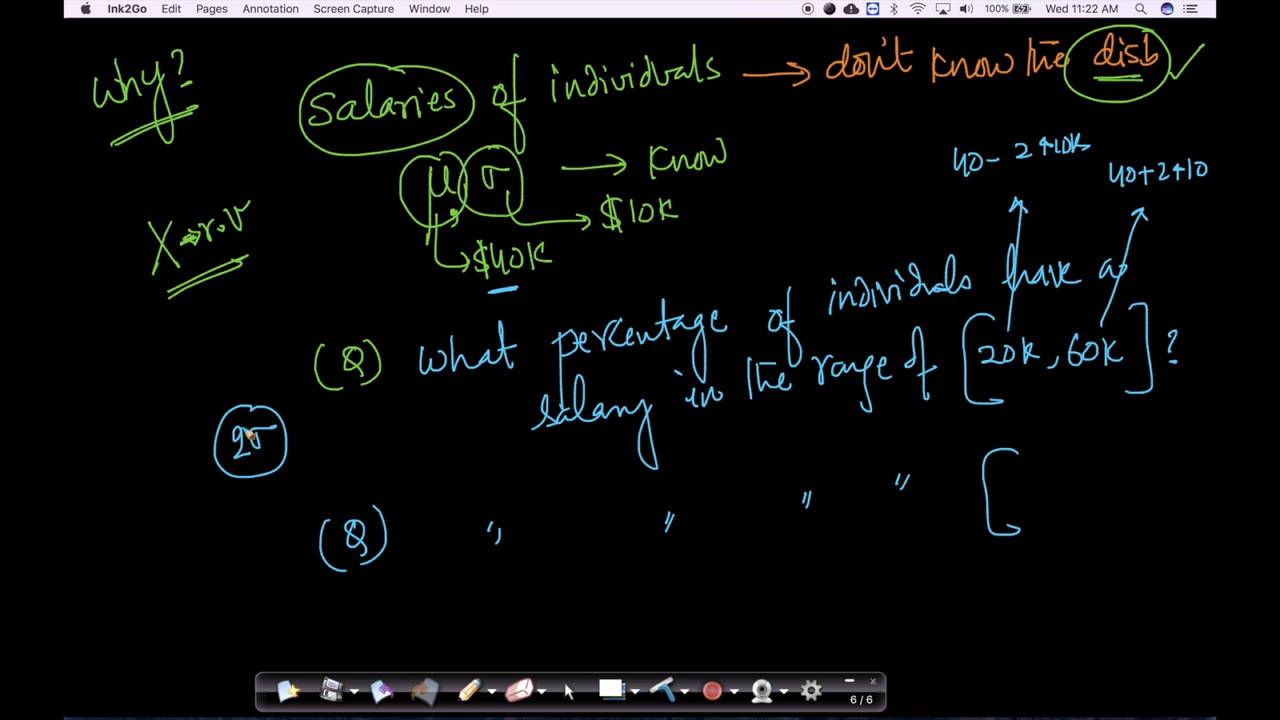 Ink2Go Edit Pages Annotation Screen Capture Window Help 100% Wed 11:22 AM
Why? Salaries of individuals → don't know the dist ✓
μ σ → know
40 - 2*10k 40+2*10
X → r.v → $10k
$40k
(Q) What percentage of individuals have a
salary in the range of [20k, 60k]?
2σ
(Q) " " " " [
6/6